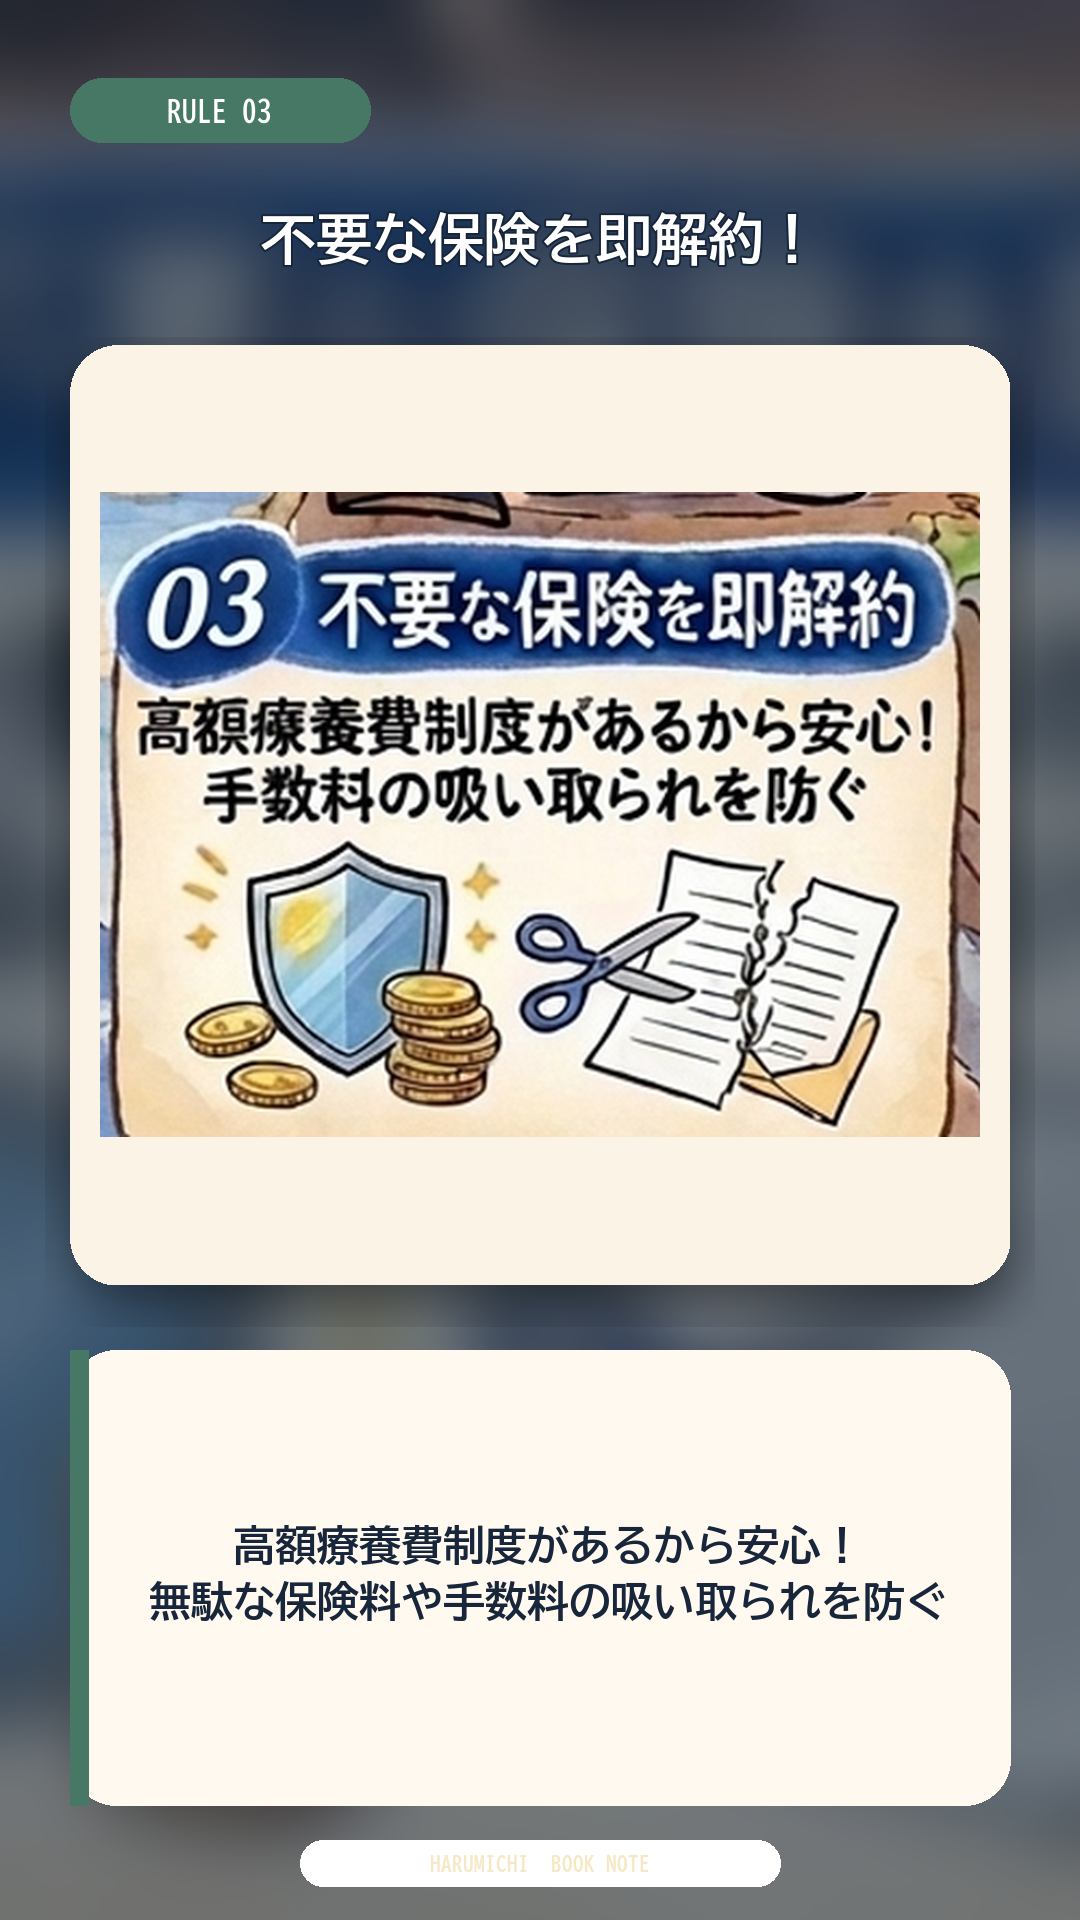 RULE 03
不要な保険を即解約！
03 不要な保険を即解約
高額療養費制度があるから安心！
手数料の吸い取られを防ぐ
高額療養費制度があるから安心！
無駄な保険料や手数料の吸い取られを防ぐ
HARUMICHI BOOK NOTE